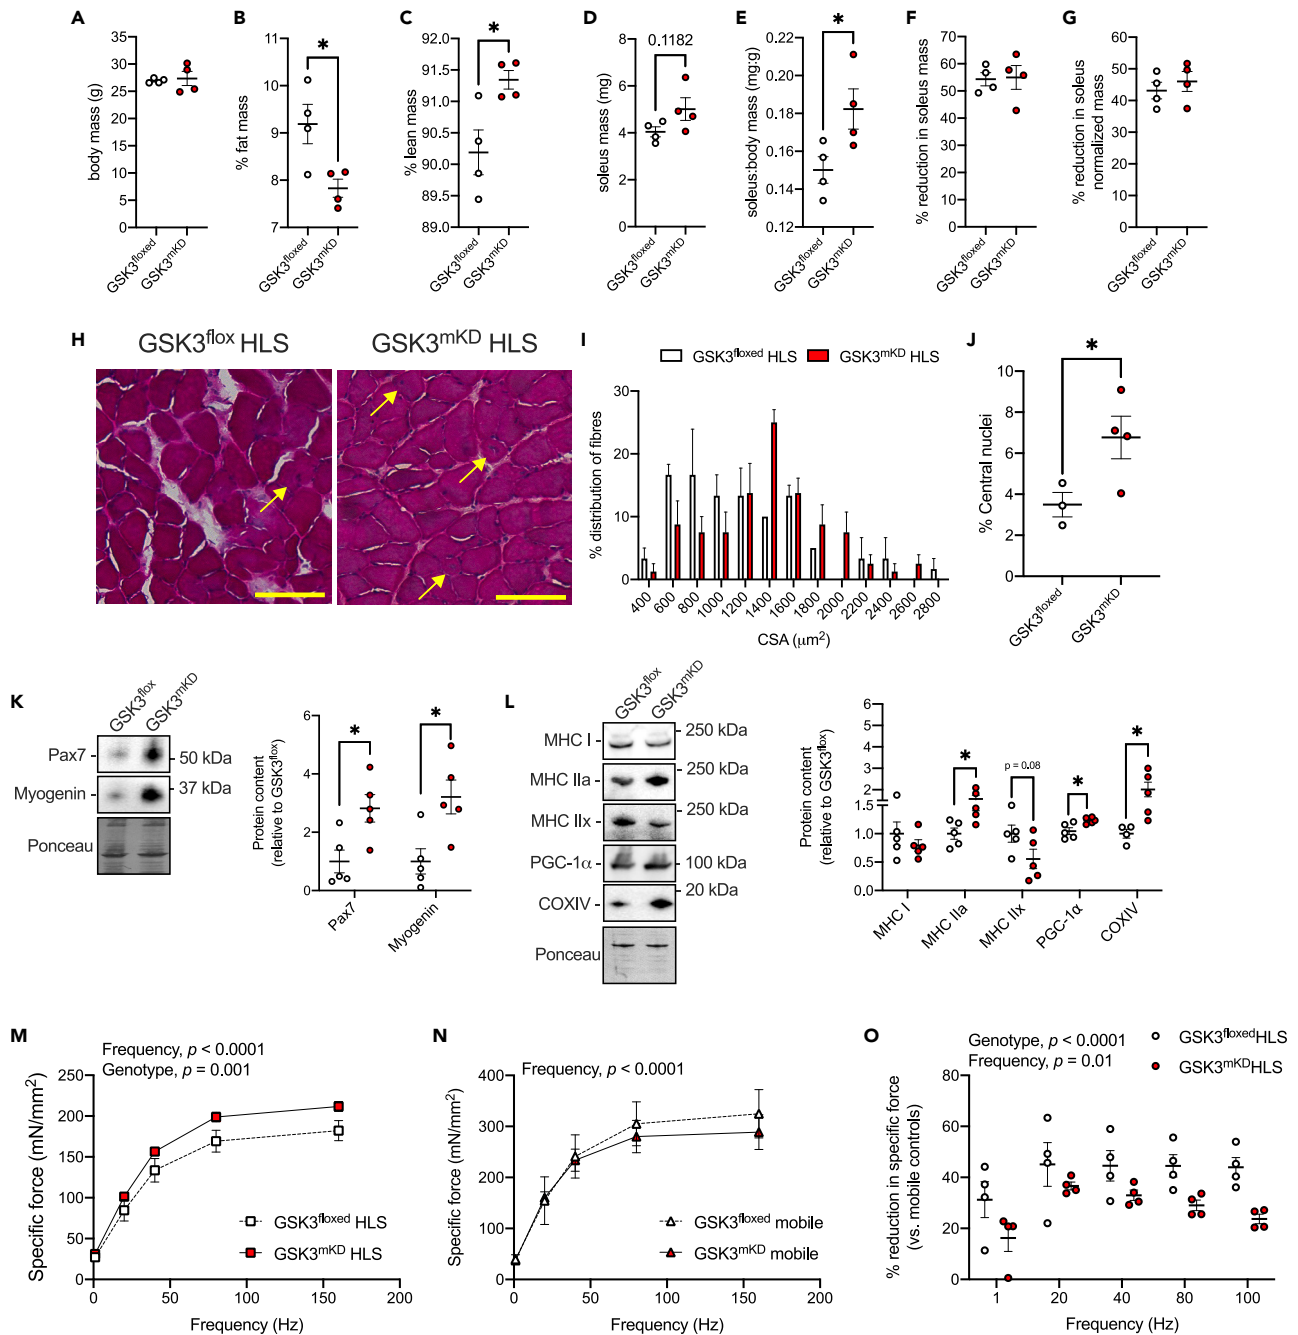 A
35
30
25
20
15
10
5
0
body mass (g)
GSK3floxed
GSK3mKD
B
11
10
9
8
7
% fat mass
*
GSK3floxed
GSK3mKD
C
92.0
91.5
91.0
90.5
90.0
89.5
89.0
% lean mass
*
GSK3floxed
GSK3mKD
D
8
6
4
2
0
soleus mass (mg)
0.1182
GSK3floxed
GSK3mKD
E
0.22
0.20
0.18
0.16
0.14
0.12
soleus:body mass (mg:g)
*
GSK3floxed
GSK3mKD
F
70
60
50
40
30
20
10
0
% reduction in soleus mass
GSK3floxed
GSK3mKD
G
60
50
40
30
20
10
0
% reduction in soleus
normalized mass
GSK3floxed
GSK3mKD
H
GSK3flox HLS
GSK3mKD HLS
I
GSK3floxed HLS
GSK3mKD HLS
30
20
10
0
% distribution of fibres
400
600
800
1000
1200
1400
1600
1800
2000
2200
2400
2600
2800
CSA (μm2)
J
10
8
6
4
2
0
% Central nuclei
*
GSK3floxed
GSK3mKD
K
GSK3flox
GSK3mKD
Pax7
50 kDa
Myogenin
37 kDa
Ponceau
6
4
2
0
Protein content
(relative to GSK3flox)
*
*
Pax7
Myogenin
L
GSK3flox
GSK3mKD
MHC I
250 kDa
MHC IIa
250 kDa
MHC IIx
250 kDa
PGC-1α
100 kDa
COXIV
20 kDa
Ponceau
6
5
4
3
2
1.5
1.0
0.5
0.0
Protein content
(relative to GSK3flox)
*
p = 0.08
*
*
MHC I
MHC IIa
MHC IIx
PGC-1α
COXIV
M
Frequency, p < 0.0001
Genotype, p = 0.001
250
200
150
100
50
0
Specific force (mN/mm2)
GSK3floxed HLS
GSK3mKD HLS
0
50
100
150
200
Frequency (Hz)
N
Frequency, p < 0.0001
400
300
200
100
0
Specific force (mN/mm2)
GSK3floxed mobile
GSK3mKD mobile
0
50
100
150
200
Frequency (Hz)
O
Genotype, p < 0.0001
Frequency, p = 0.01
GSK3floxedHLS
GSK3mKDHLS
80
60
40
20
0
% reduction in specific force
(vs. mobile controls)
1
20
40
80
100
Frequency (Hz)